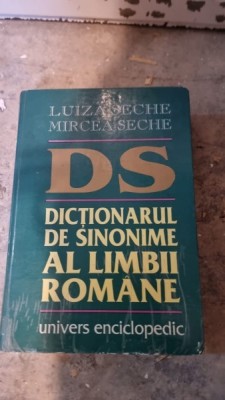 LUIZA SECHE
MIRCEA SECHE
DS
DICȚIONARUL
DE SINONIME
AL LIMBII
ROMÂNE
univers enciclopedic